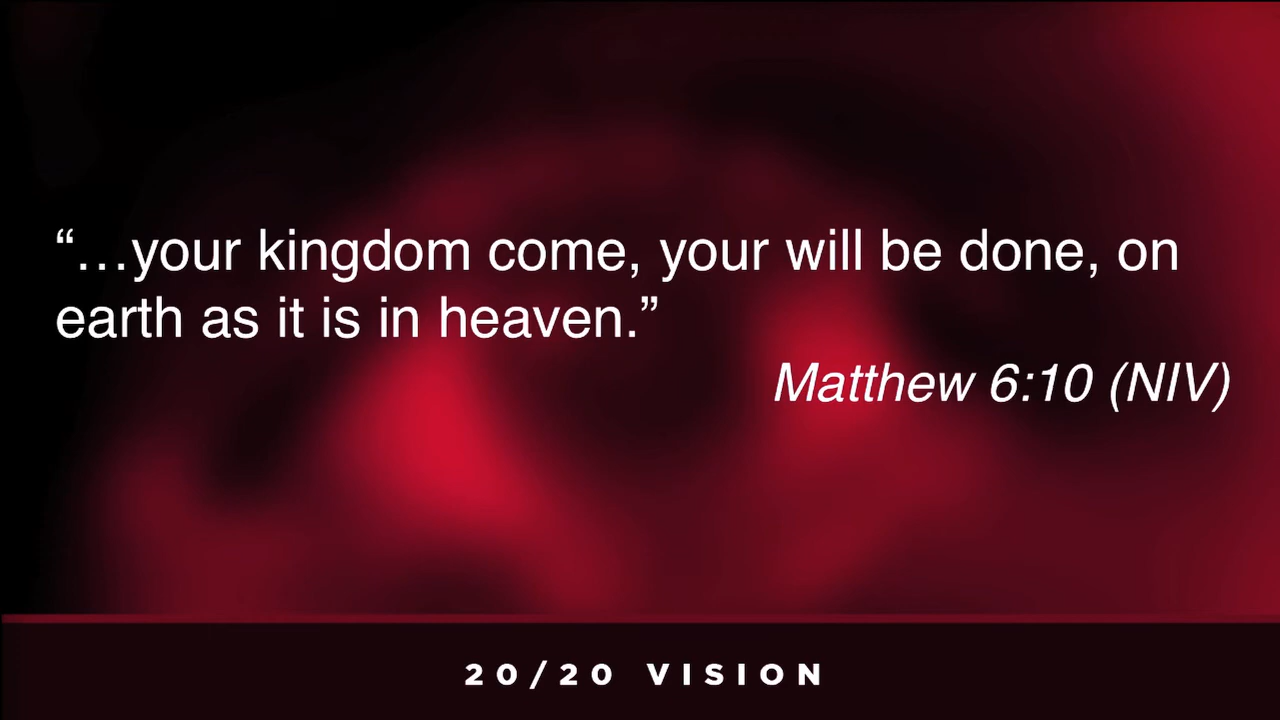 “…your kingdom come, your will be done, on
earth as it is in heaven.”
Matthew 6:10 (NIV)
20/20 VISION